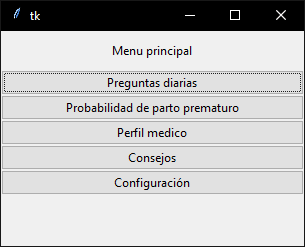 tk
Menu principal
Preguntas diarias
Probabilidad de parto prematuro
Perfil medico
Consejos
Configuración